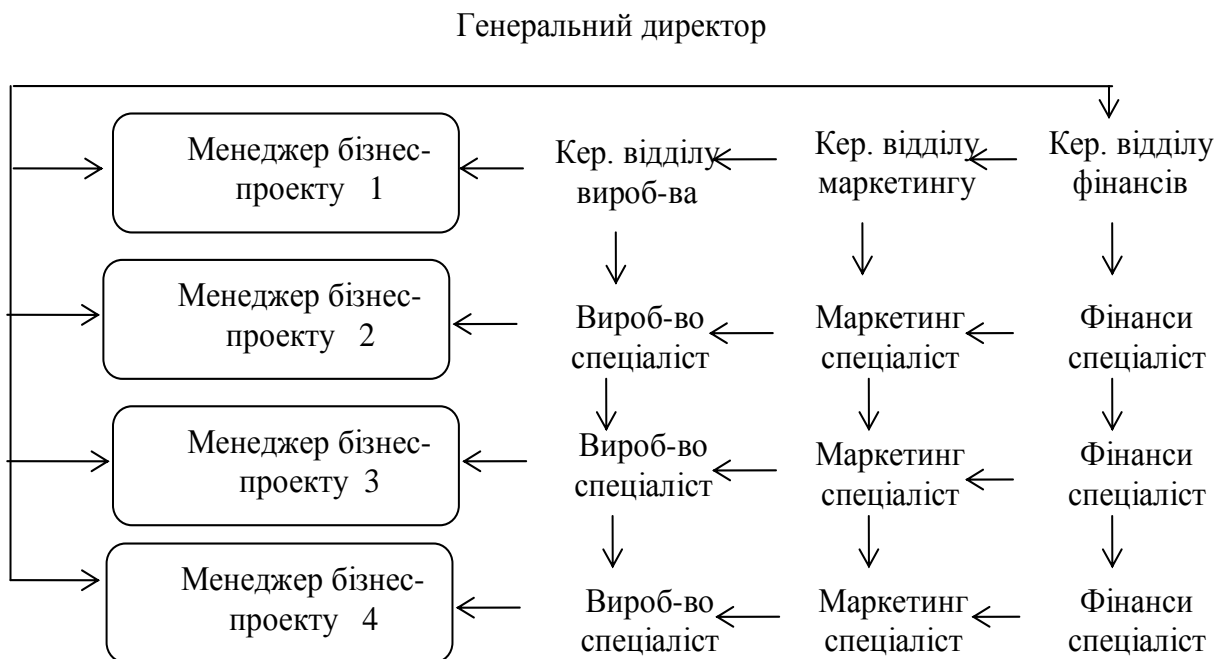 Генеральний директор
Менеджер бізнес-
проекту 1
Кер. відділу
вироб-ва
Кер. відділу
маркетингу
Кер. відділу
фінансів
Менеджер бізнес-
проекту 2
Вироб-во
спеціаліст
Маркетинг
спеціаліст
Фінанси
спеціаліст
Менеджер бізнес-
проекту 3
Вироб-во
спеціаліст
Маркетинг
спеціаліст
Фінанси
спеціаліст
Менеджер бізнес-
проекту 4
Вироб-во
спеціаліст
Маркетинг
спеціаліст
Фінанси
спеціаліст